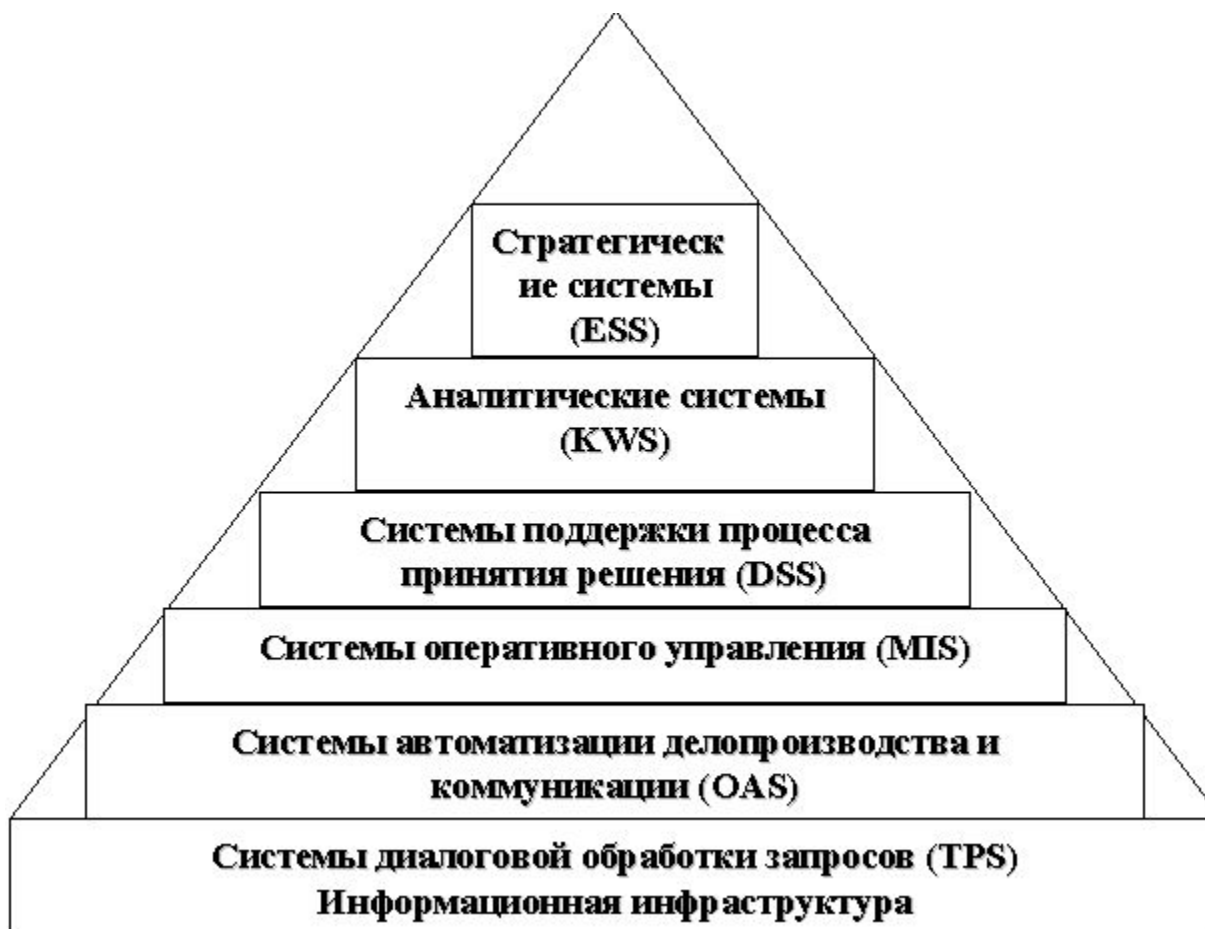 Стратегическ
ие системы
(ESS)
Аналитические системы
(KWS)
Системы поддержки процесса
принятия решения (DSS)
Системы оперативного управления (MIS)
Системы автоматизации делопроизводства и
коммуникации (OAS)
Системы диалоговой обработки запросов (TPS)
Информационная инфраструктура